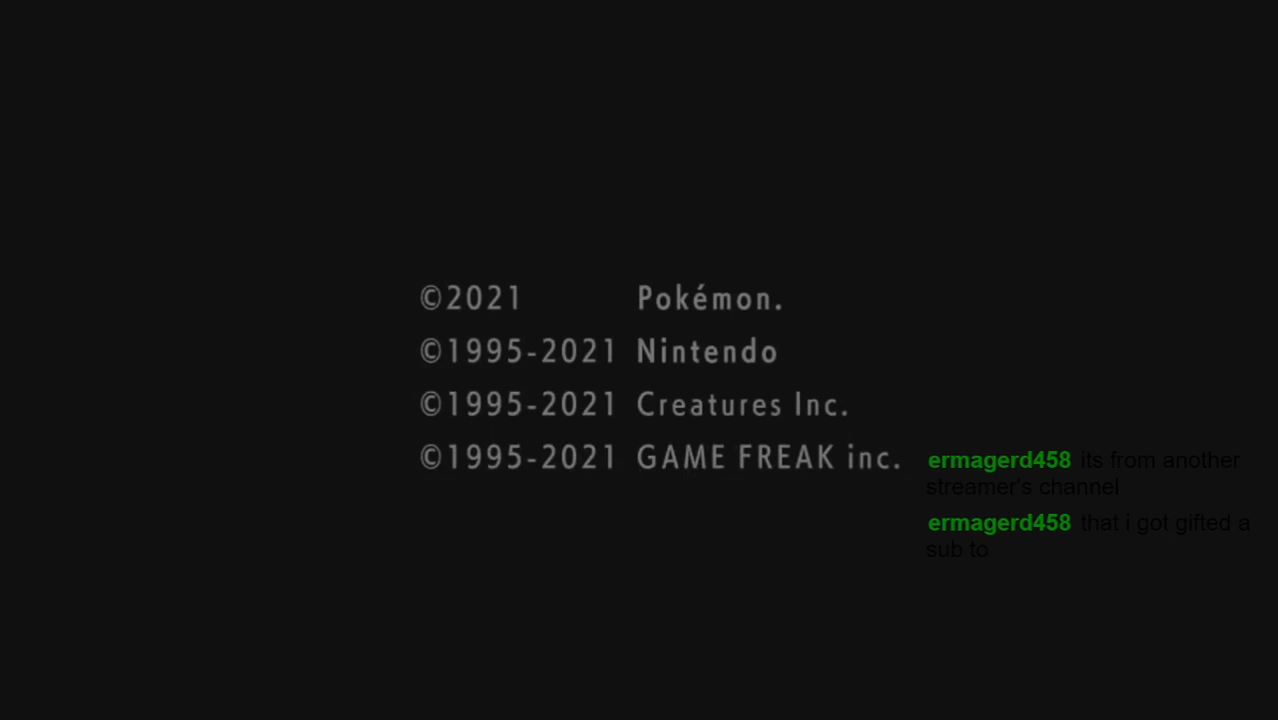 ©2021 Pokémon.
©1995-2021 Nintendo
©1995-2021 Creatures Inc.
©1995-2021 GAME FREAK inc.
ermagerd458 its from another
streamer's channel
ermagerd458 that i got gifted a
sub to